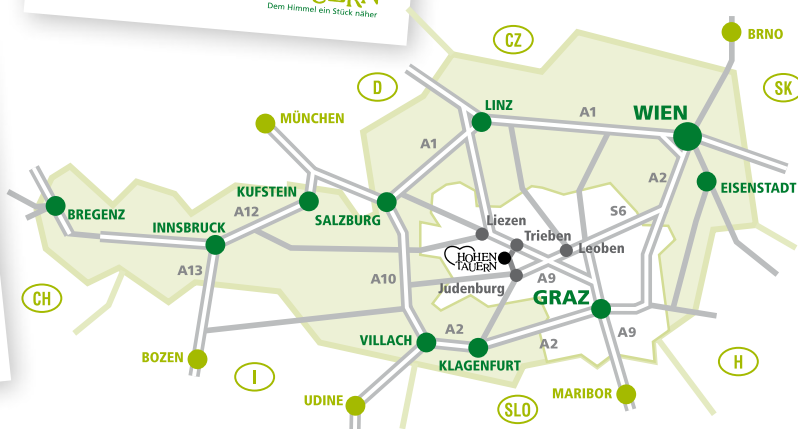 Dem Himmel ein Stück näher
CZ
BRNO
D
SK
LINZ
A1
WIEN
MÜNCHEN
A1
A2
EISENSTADT
KUFSTEIN
BREGENZ
A12
SALZBURG
S6
INNSBRUCK
Liezen
Trieben
Leoben
HOHEN
TAUERN
A13
A10
A9
Judenburg
CH
GRAZ
VILLACH
A2
A2
A9
BOZEN
KLAGENFURT
H
I
UDINE
SLO
MARIBOR